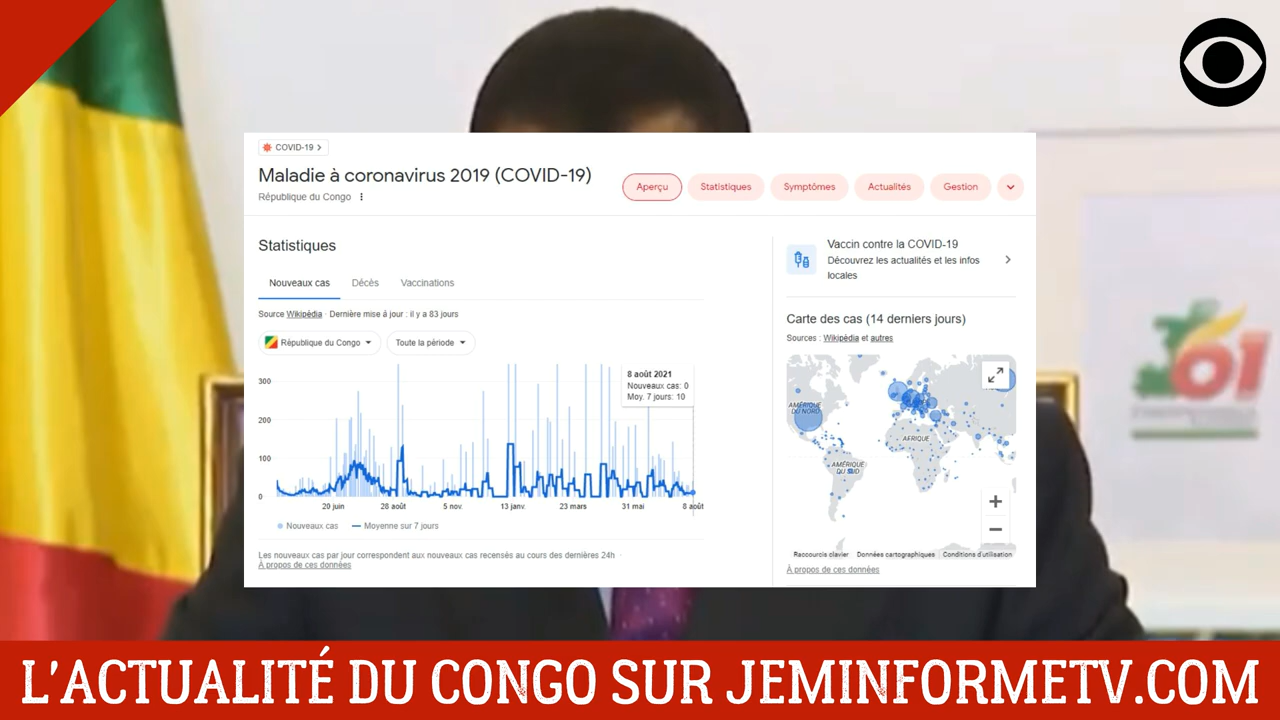 COVID-19
Maladie à coronavirus 2019 (COVID-19)
République du Congo
Aperçu
Statistiques
Symptômes
Actualités
Gestion
Statistiques
Nouveaux cas
Décès
Vaccinations
Source Wikipédia · Dernière mise à jour : il y a 83 jours
République du Congo
Toute la période
300
200
100
0
8 août 2021
Nouveaux cas: 0
Moy. 7 jours: 10
20 juin
28 août
5 nov.
13 janv.
23 mars
31 mai
8 août
Nouveaux cas
Moyenne sur 7 jours
Les nouveaux cas par jour correspondent aux nouveaux cas recensés au cours des dernières 24h ·
À propos de ces données
Vaccin contre la COVID-19
Découvrez les actualités et les infos
locales
Carte des cas (14 derniers jours)
Sources : Wikipédia et autres
AMÉRIQUE
DU NORD
AFRIQUE
AMÉRIQUE
DU SUD
Raccourcis clavier
Données cartographiques
Conditions d'utilisation
À propos de ces données
L'ACTUALITÉ DU CONGO SUR JEMINFORMETV.COM